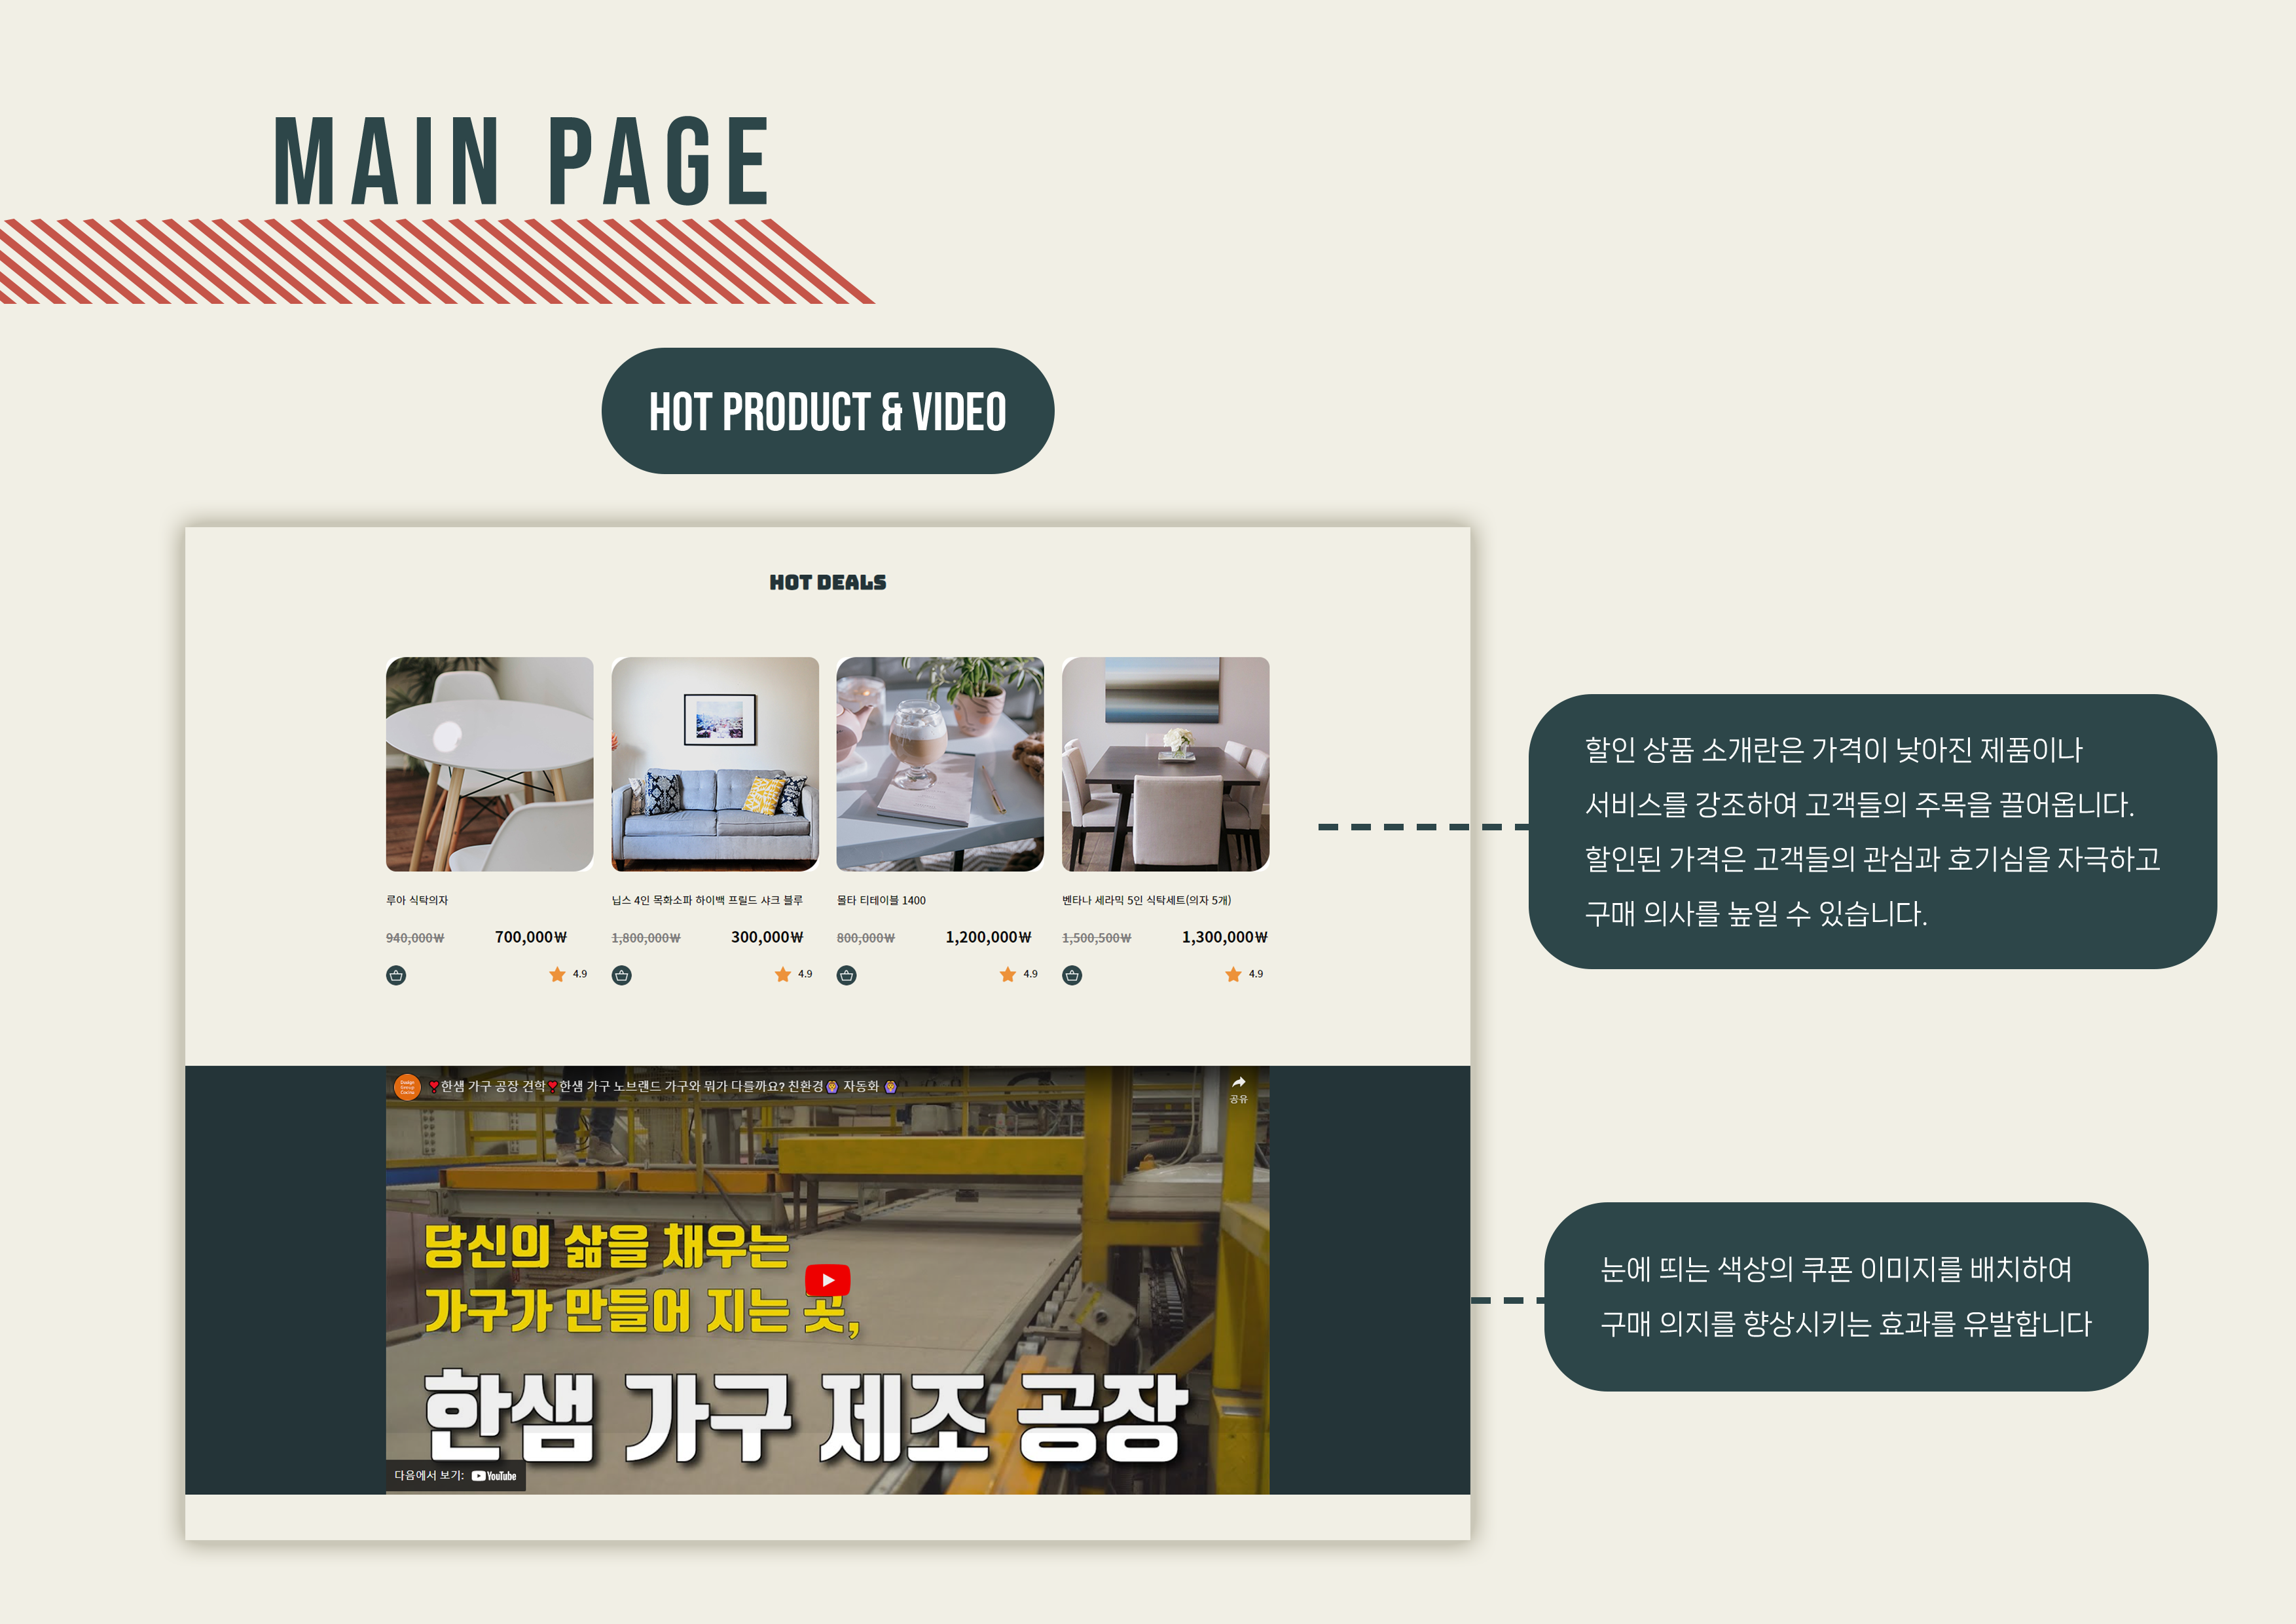 MAIN PAGE
HOT PRODUCT & VIDEO
HOT DEALS
루아 식탁의자
940,000₩ 700,000₩
4.9
닙스 4인 목화소파 하이백 프릴드 샤크 블루
1,800,000₩ 300,000₩
4.9
몰타 티테이블 1400
800,000₩ 1,200,000₩
4.9
벤타나 세라믹 5인 식탁세트(의자 5개)
1,500,500₩ 1,300,000₩
4.9
할인 상품 소개란은 가격이 낮아진 제품이나
서비스를 강조하여 고객들의 주목을 끌어옵니다.
할인된 가격은 고객들의 관심과 호기심을 자극하고
구매 의사를 높일 수 있습니다.
❣한샘 가구 공장 견학❣한샘 가구 노브랜드 가구와 뭐가 다를까요? 친환경🙆 자동화 🙆
공유
당신의 삶을 채우는
가구가 만들어 지는 곳,
한샘 가구 제조 공장
다음에서 보기: YouTube
눈에 띄는 색상의 쿠폰 이미지를 배치하여
구매 의지를 향상시키는 효과를 유발합니다